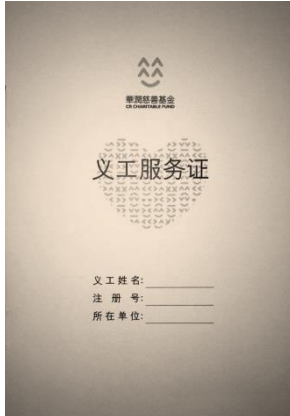 華潤慈善基金
CR CHARITABLE FUND
义工服务证
义工姓名:
注 册 号:
所在单位: